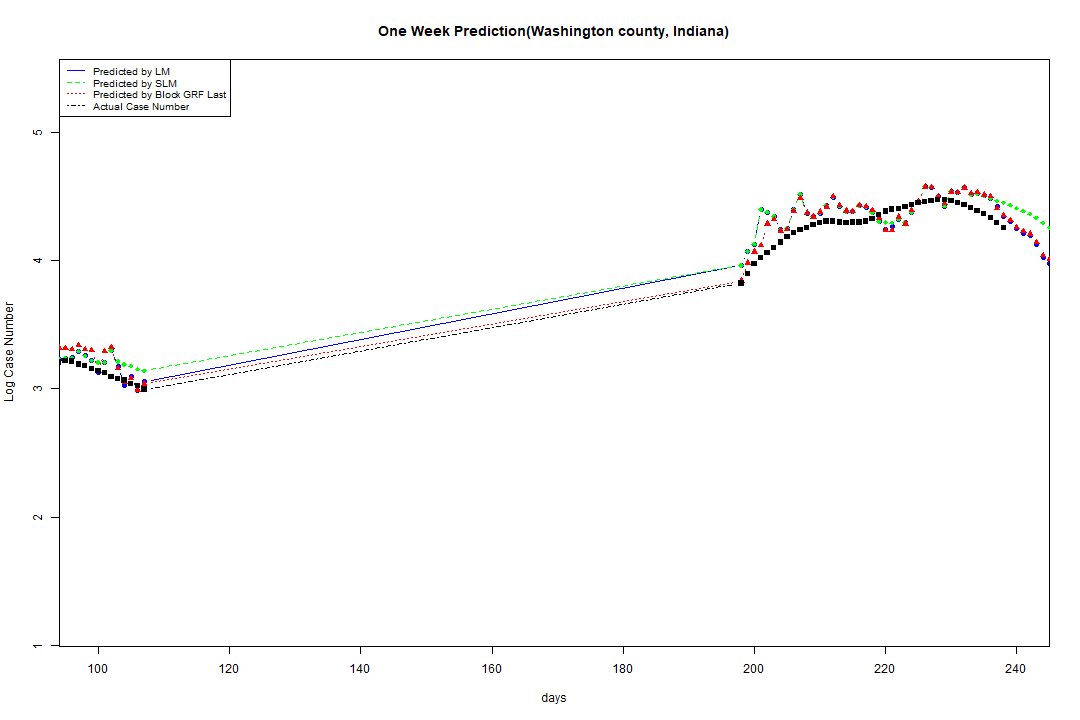 One Week Prediction(Washington county, Indiana)
Predicted by LM
Predicted by SLM
Predicted by Block GRF Last
Actual Case Number
5
4
3
2
1
Log Case Number
100 120 140 160 180 200 220 240
days